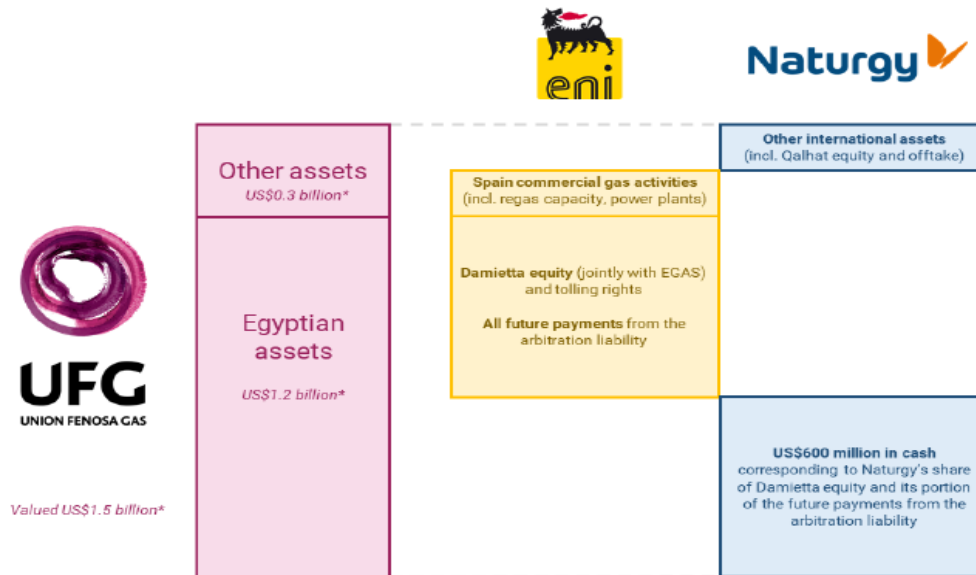 eni
Naturgy
Other assets
US$0.3 billion*
Other international assets
(incl. Qalhat equity and offtake)
Spain commercial gas activities
(incl. regas capacity, power plants)
Egyptian
assets
US$1.2 billion*
Damietta equity (jointly with EGAS)
and tolling rights
All future payments from the
arbitration liability
UFG
UNION FENOSA GAS
Valued US$1.5 billion*
US$600 million in cash
corresponding to Naturgy's share
of Damietta equity and its portion
of the future payments from the
arbitration liability